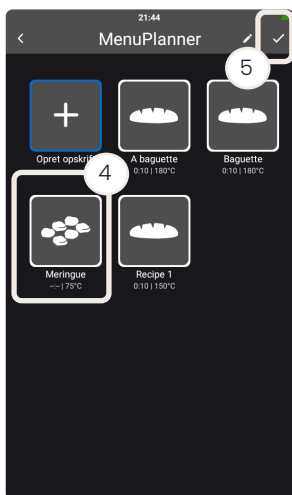 21:44
MenuPlanner
5
Opret opskrif
A baguette
0:10 | 180°C
Baguette
0:10 | 180°C
4
Meringue
-:- | 75°C
Recipe 1
0:10 | 150°C